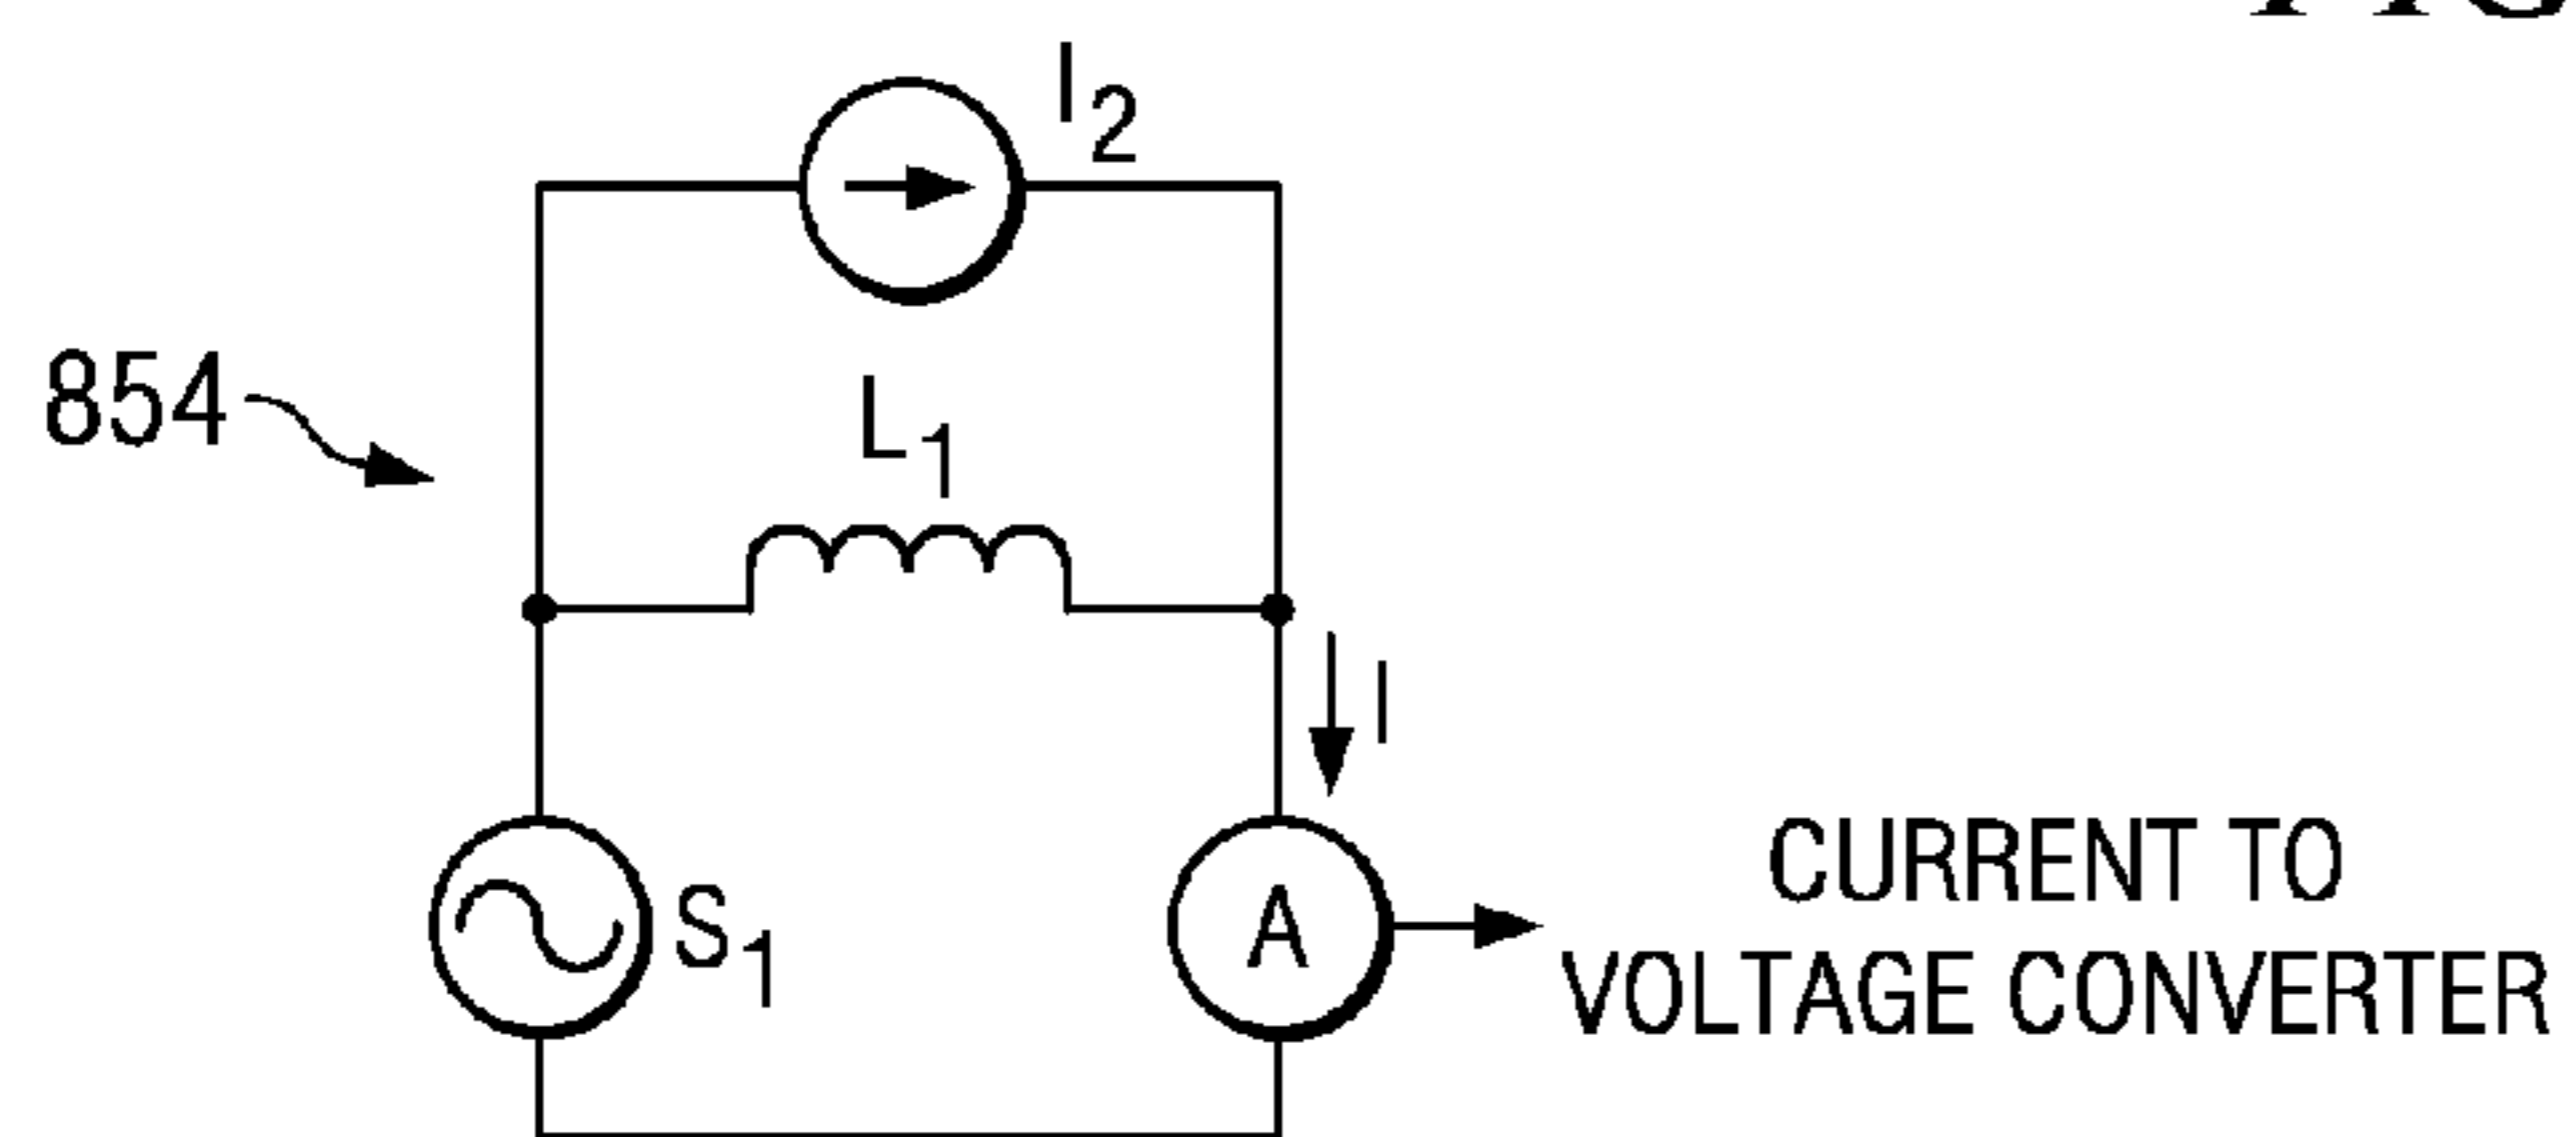 I2
854
L1
I
S1
A
CURRENT TO
VOLTAGE CONVERTER